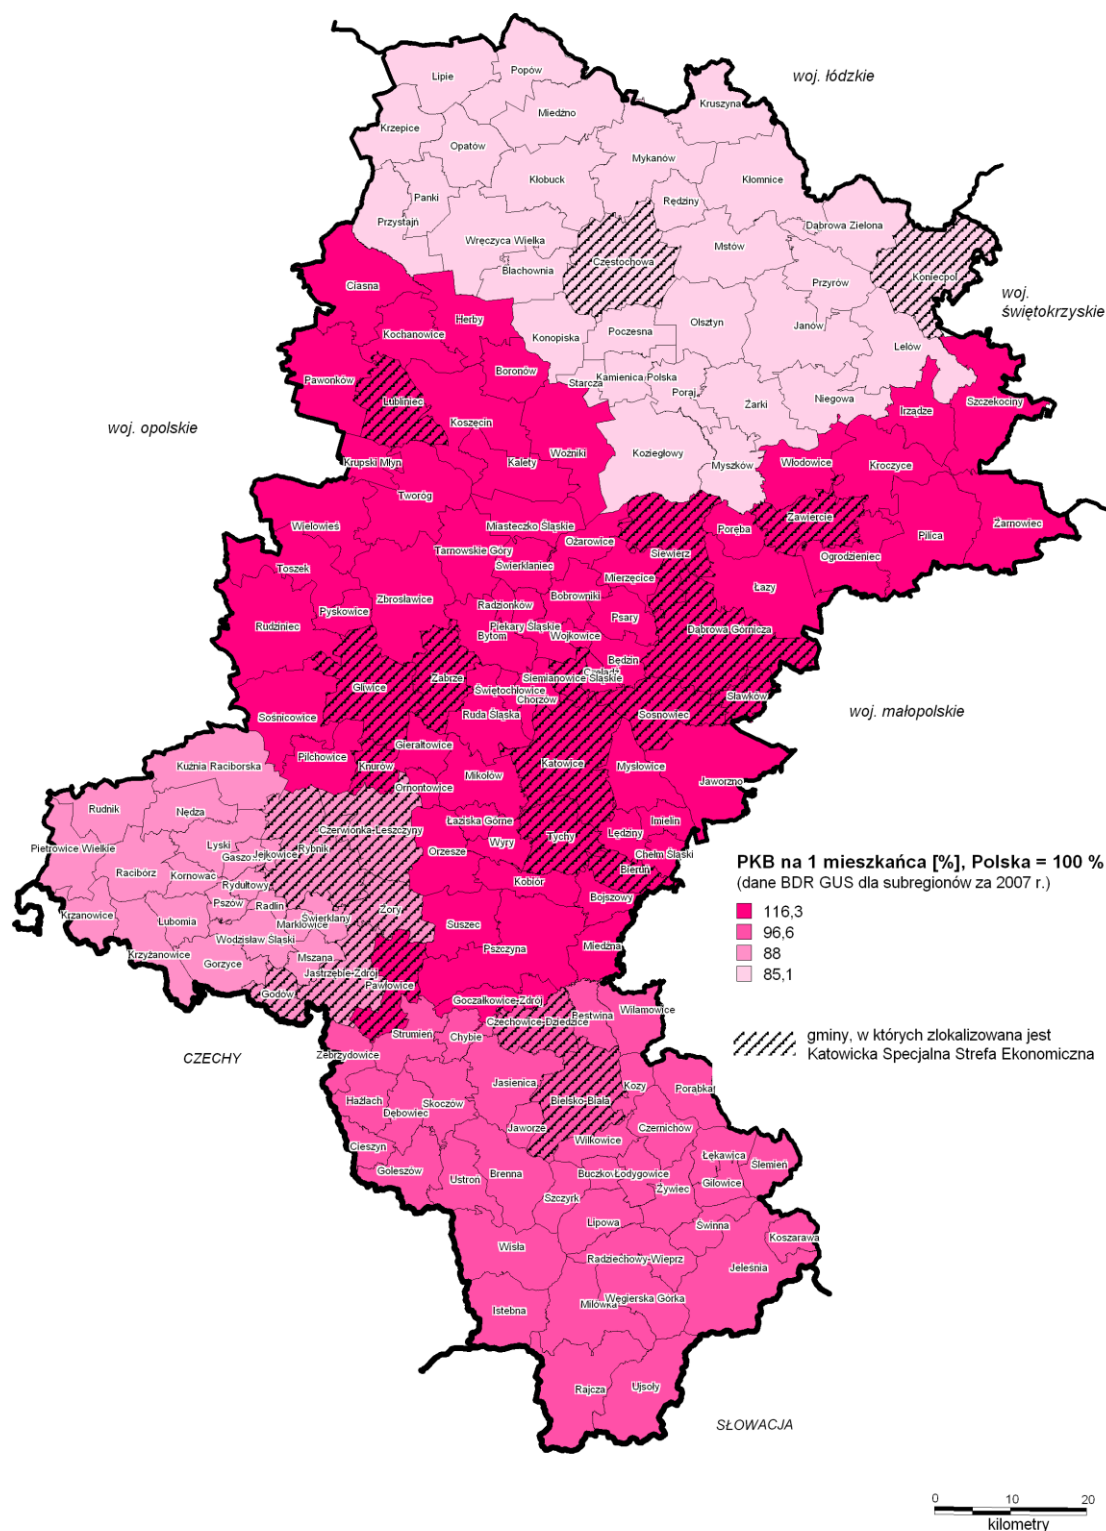 woj. łódzkie
Lipie
Popów
Miedźno
Kruszyna
Krzepice
Opatów
Mykanów
Kłomnice
Kłobuck
Panki
Rędziny
Przystajń
Dąbrowa Zielona
Wręczyca Wielka
Mstów
Częstochowa
Blachownia
Koniecpol
Przyrów
Ciasna
woj.
świętokrzyskie
Herby
Olsztyn
Janów
Kochanowice
Konopiska
Poczesna
Lelów
Boronów
Pawonków
Starcza
Kamienica Polska
Poraj
Żarki
Niegowa
Szczekociny
Lubliniec
Irządze
woj. opolskie
Koszęcin
Woźniki
Koziegłowy
Krupski Młyn
Kalety
Myszków
Włodowice
Kroczyce
Tworóg
Zawiercie
Wielowieś
Miasteczko Śląskie
Poręba
Żarnowiec
Ożarowice
Pilica
Tarnowskie Góry
Siewierz
Ogrodzieniec
Toszek
Świerklaniec
Mierzęcice
Łazy
Zbrosławice
Bobrowniki
Pyskowice
Radzionków
Psary
Rudziniec
Piekary Śląskie
Dąbrowa Górnicza
Bytom
Wojkowice
Będzin
Zabrze
Siemianowice Śląskie
Gliwice
Świętochłowice
Sławków
Chorzów
Sośnicowice
Ruda Śląska
Sosnowiec
woj. małopolskie
Gierałtowice
Pilchowice
Kuźnia Raciborska
Knurów
Katowice
Mysłowice
Mikołów
Jaworzno
Ornontowice
Rudnik
Nędza
Łaziska Górne
Imielin
Czerwionka-Leszczyny
Tychy
Lędziny
Pietrowice Wielkie
Lyski
Rybnik
Wyry
Jejkowice
Orzesze
Chełm Śląski
PKB na 1 mieszkańca [%], Polska = 100 %
(dane BDR GUS dla subregionów za 2007 r.)
116,3
96,6
88
85,1
Racibórz
Kornowac
Bieruń
Rydułtowy
Kobiór
Pszów
Radlin
Bojszowy
Krzanowice
Lubomia
Świerklany
Żory
Marklowice
Suszec
Wodzisław Śląski
Krzyżanowice
Mszana
Pszczyna
Miedźna
Gorzyce
Jastrzębie-Zdrój
Pawłowice
Godów
Goczałkowice-Zdrój
Wilamowice
Bestwina
Czechowice-Dziedzice
gminy, w których zlokalizowana jest
Katowicka Specjalna Strefa Ekonomiczna
Strumień
Chybie
CZECHY
Zebrzydowice
Jasienica
Kozy
Porąbka
Hażlach
Skoczów
Bielsko-Biała
Dębowiec
Jaworze
Czernichów
Cieszyn
Wilkowice
Łękawica
Ślemień
Goleszów
Ustroń
Brenna
Łodygowice
Gilowice
Szczyrk
Żywiec
Lipowa
Świnna
Koszarawa
Wisła
Radziechowy-Wieprz
Jeleśnia
Węgierska Górka
Istebna
Milówka
Rajcza
Ujsoły
SŁOWACJA
0 10 20
kilometry